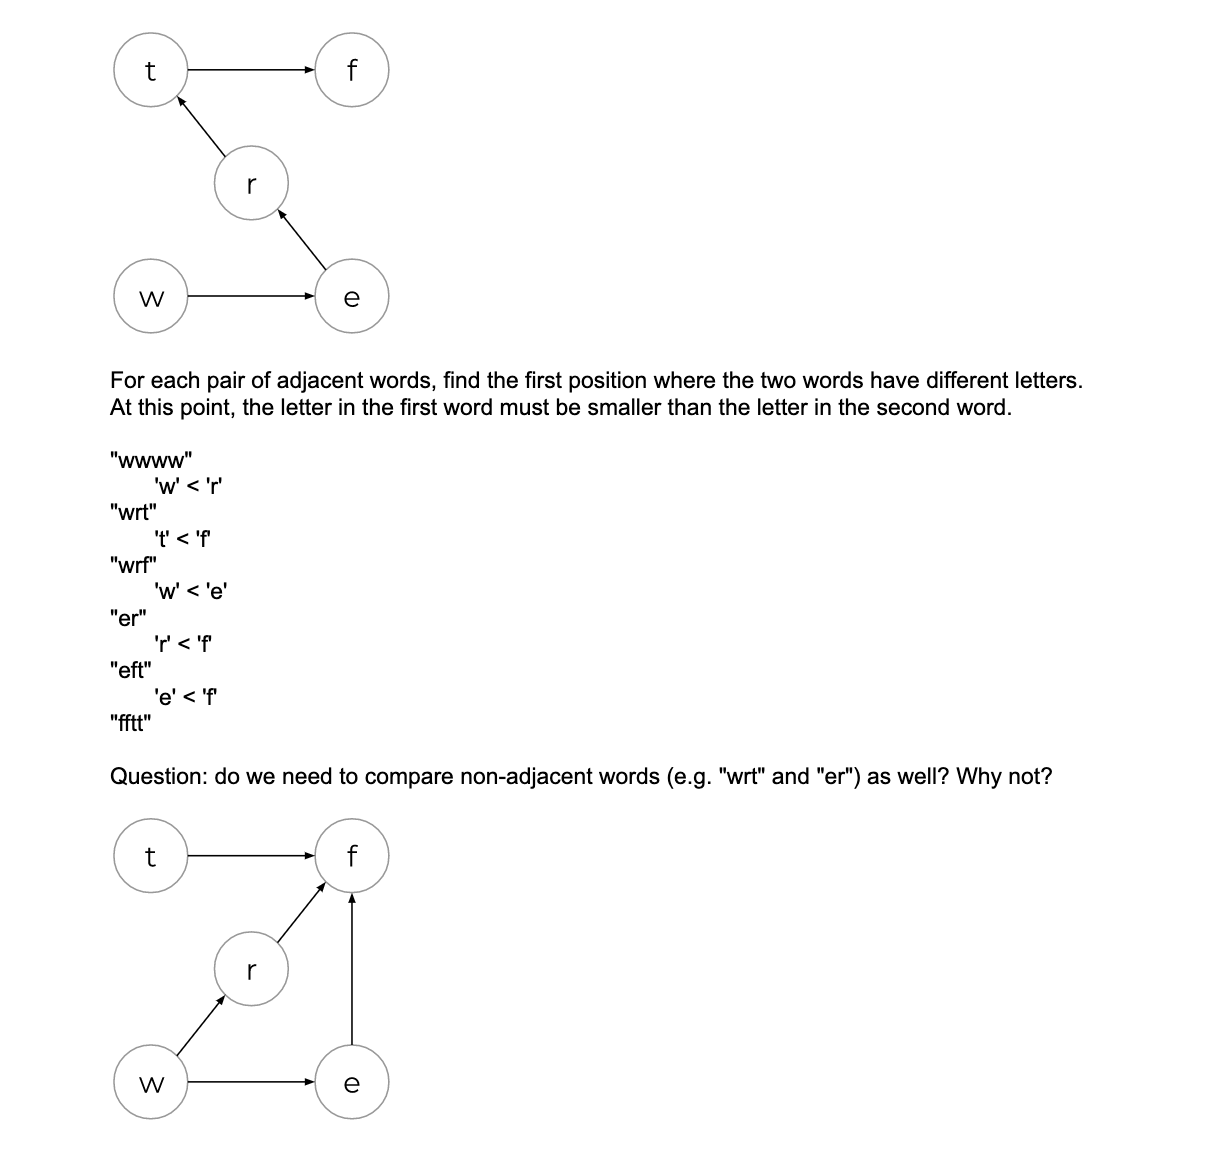 t f
r
w e
For each pair of adjacent words, find the first position where the two words have different letters.
At this point, the letter in the first word must be smaller than the letter in the second word.
"wwww"
'w' < 'r'
"wrt"
't' < 'f'
"wrf"
'w' < 'e'
"er"
'r' < 'f'
"eft"
'e' < 'f'
"fftt"
Question: do we need to compare non-adjacent words (e.g. "wrt" and "er") as well? Why not?
t f
r
w e